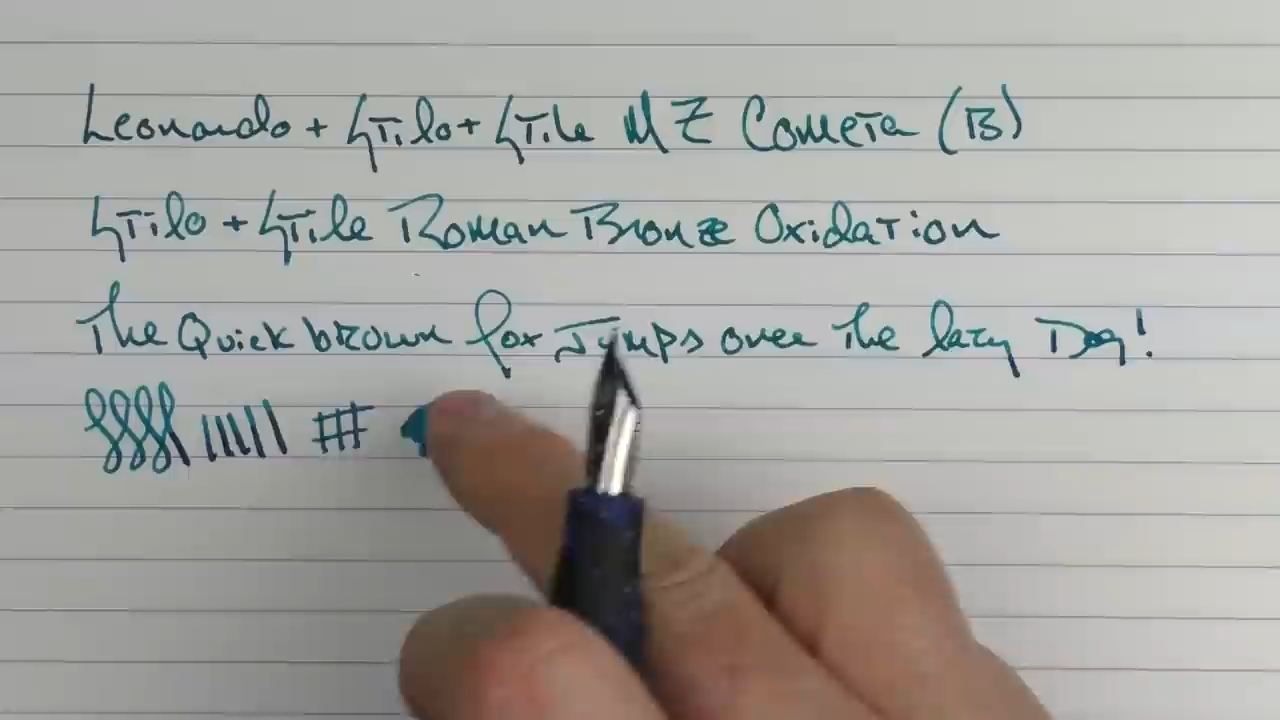 Leonardo + Stilo + Stile MZ Cometa (B)
Stilo + Stile Roman Bronze Oxidation
The Quick brown fox Jumps over the lazy Dog!